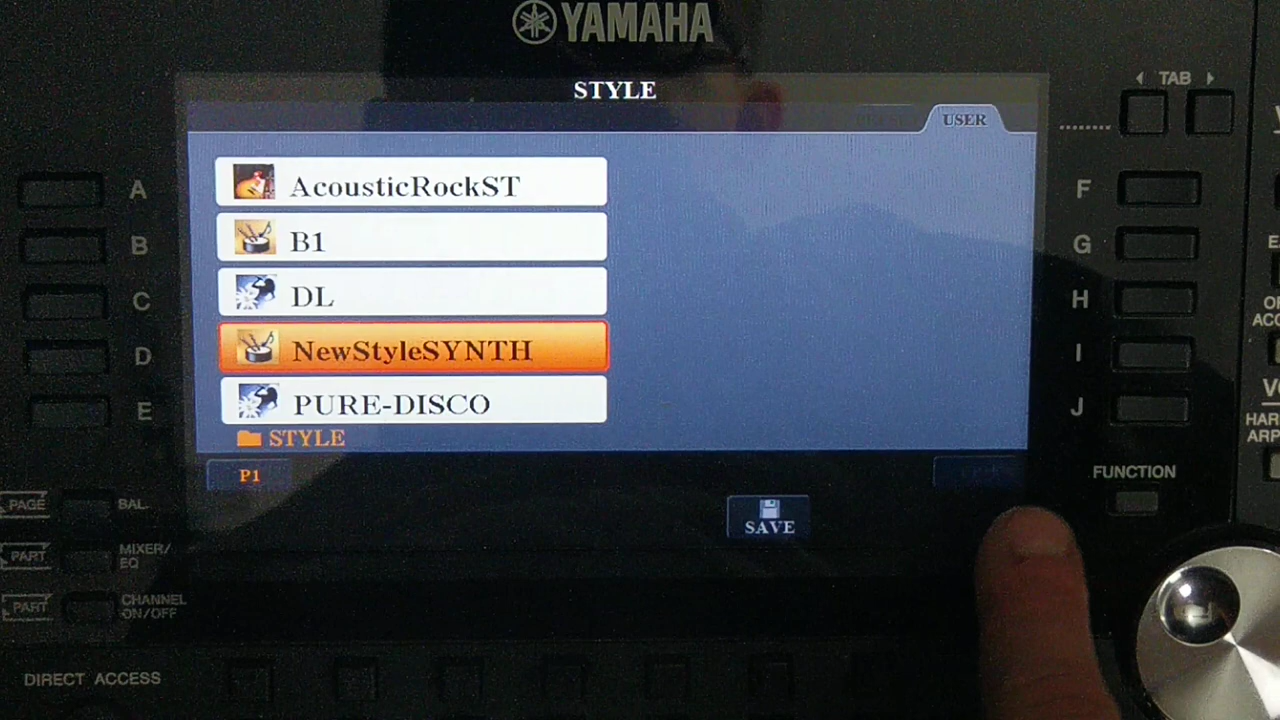 YAMAHA
STYLE
TAB
USER
AcousticRockST
A
F
B1
B
G
DL
C
H
NewStyleSYNTH
D
I
PURE-DISCO
E
J
STYLE
P1
FUNCTION
PAGE
BAL.
SAVE
PART
MIXER/
EQ
PART
CHANNEL
ON/OFF
DIRECT ACCESS